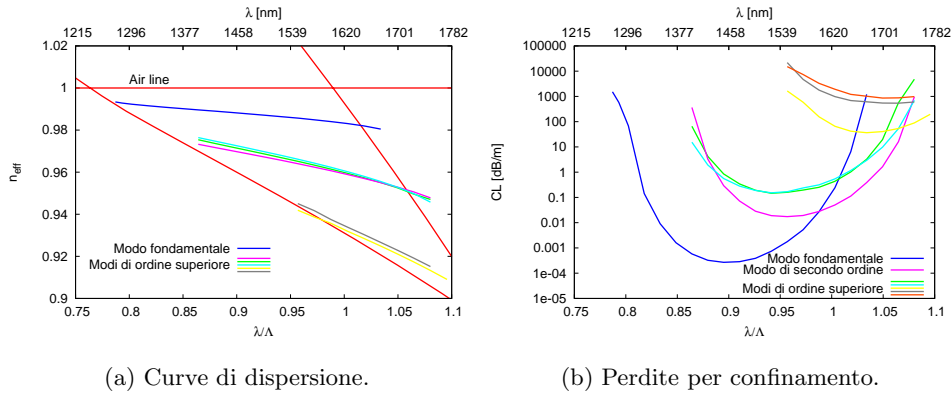 λ [nm]
1215 1296 1377 1458 1539 1620 1701 1782
1.02
1
0.98
0.96
0.94
0.92
0.9
n_eff
Air line
Modo fondamentale
Modi di ordine superiore
0.75 0.8 0.85 0.9 0.95 1 1.05 1.1
λ/Λ
(a) Curve di dispersione.
λ [nm]
1215 1296 1377 1458 1539 1620 1701 1782
100000
10000
1000
100
10
1
0.1
0.01
0.001
1e-04
1e-05
CL [dB/m]
Modo fondamentale
Modo di secondo ordine
Modi di ordine superiore
0.75 0.8 0.85 0.9 0.95 1 1.05 1.1
λ/Λ
(b) Perdite per confinamento.